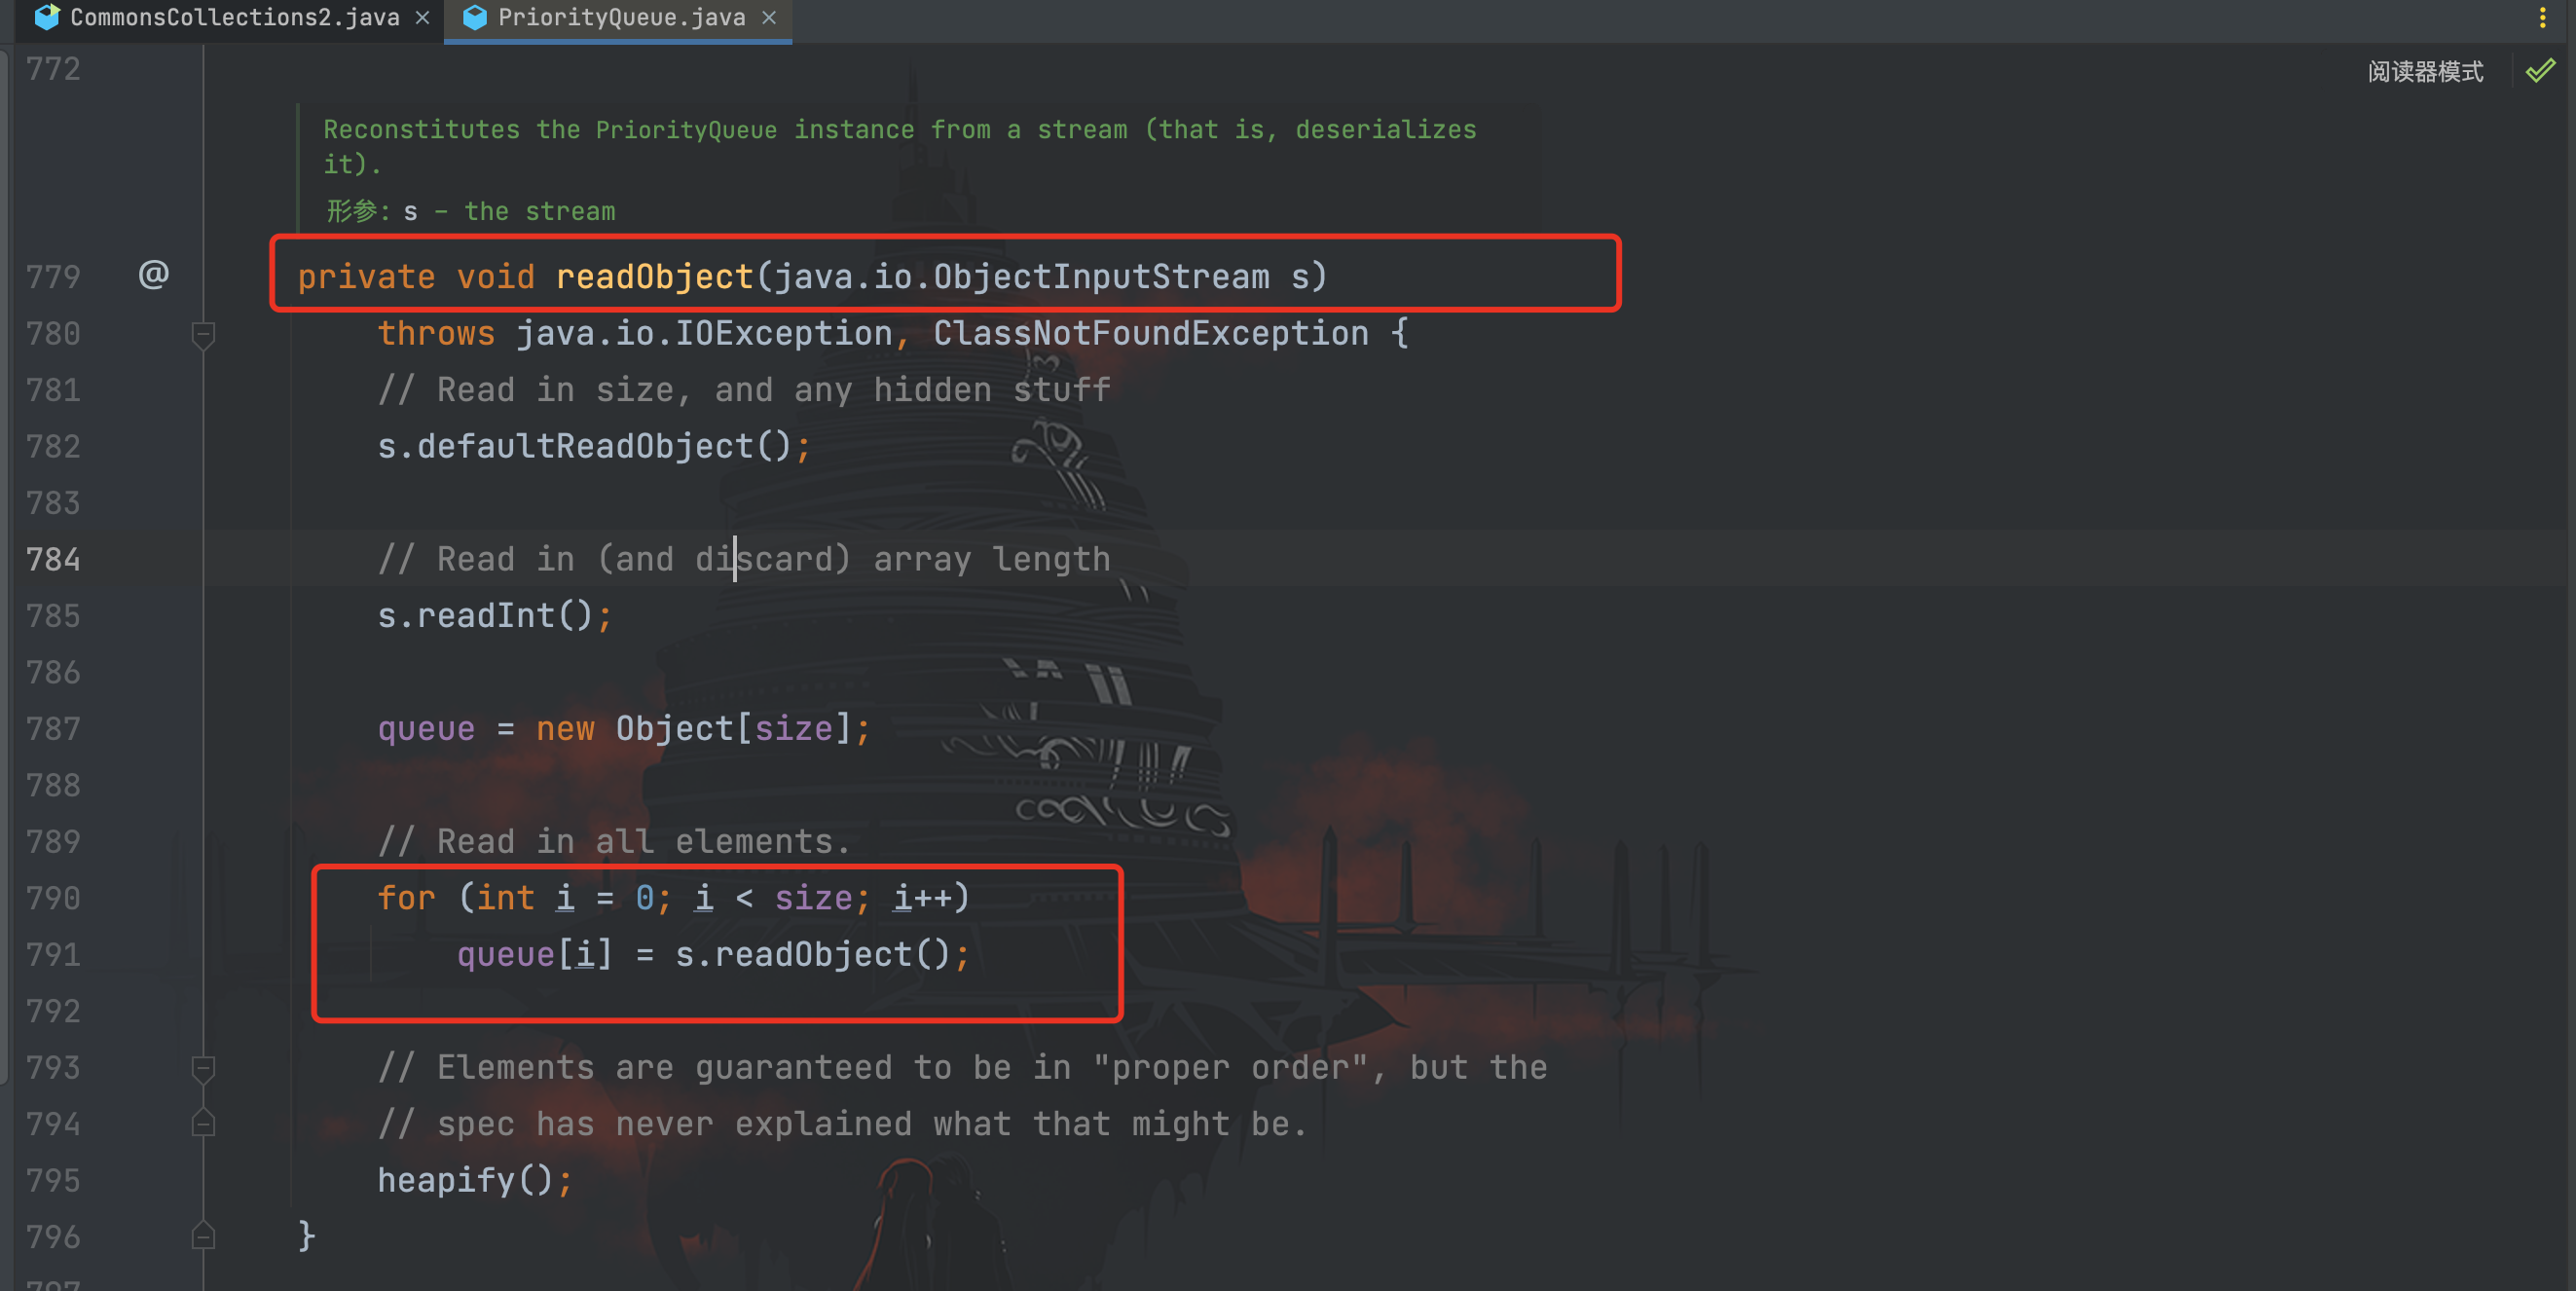 CommonsCollections2.java × PriorityQueue.java ×
772
阅读器模式
Reconstitutes the PriorityQueue instance from a stream (that is, deserializes
it).
形参: s – the stream
779 @ private void readObject(java.io.ObjectInputStream s)
780 throws java.io.IOException, ClassNotFoundException {
781 // Read in size, and any hidden stuff
782 s.defaultReadObject();
783
784 // Read in (and discard) array length
785 s.readInt();
786
787 queue = new Object[size];
788
789 // Read in all elements.
790 for (int i = 0; i < size; i++)
791 queue[i] = s.readObject();
792
793 // Elements are guaranteed to be in "proper order", but the
794 // spec has never explained what that might be.
795 heapify();
796 }
797